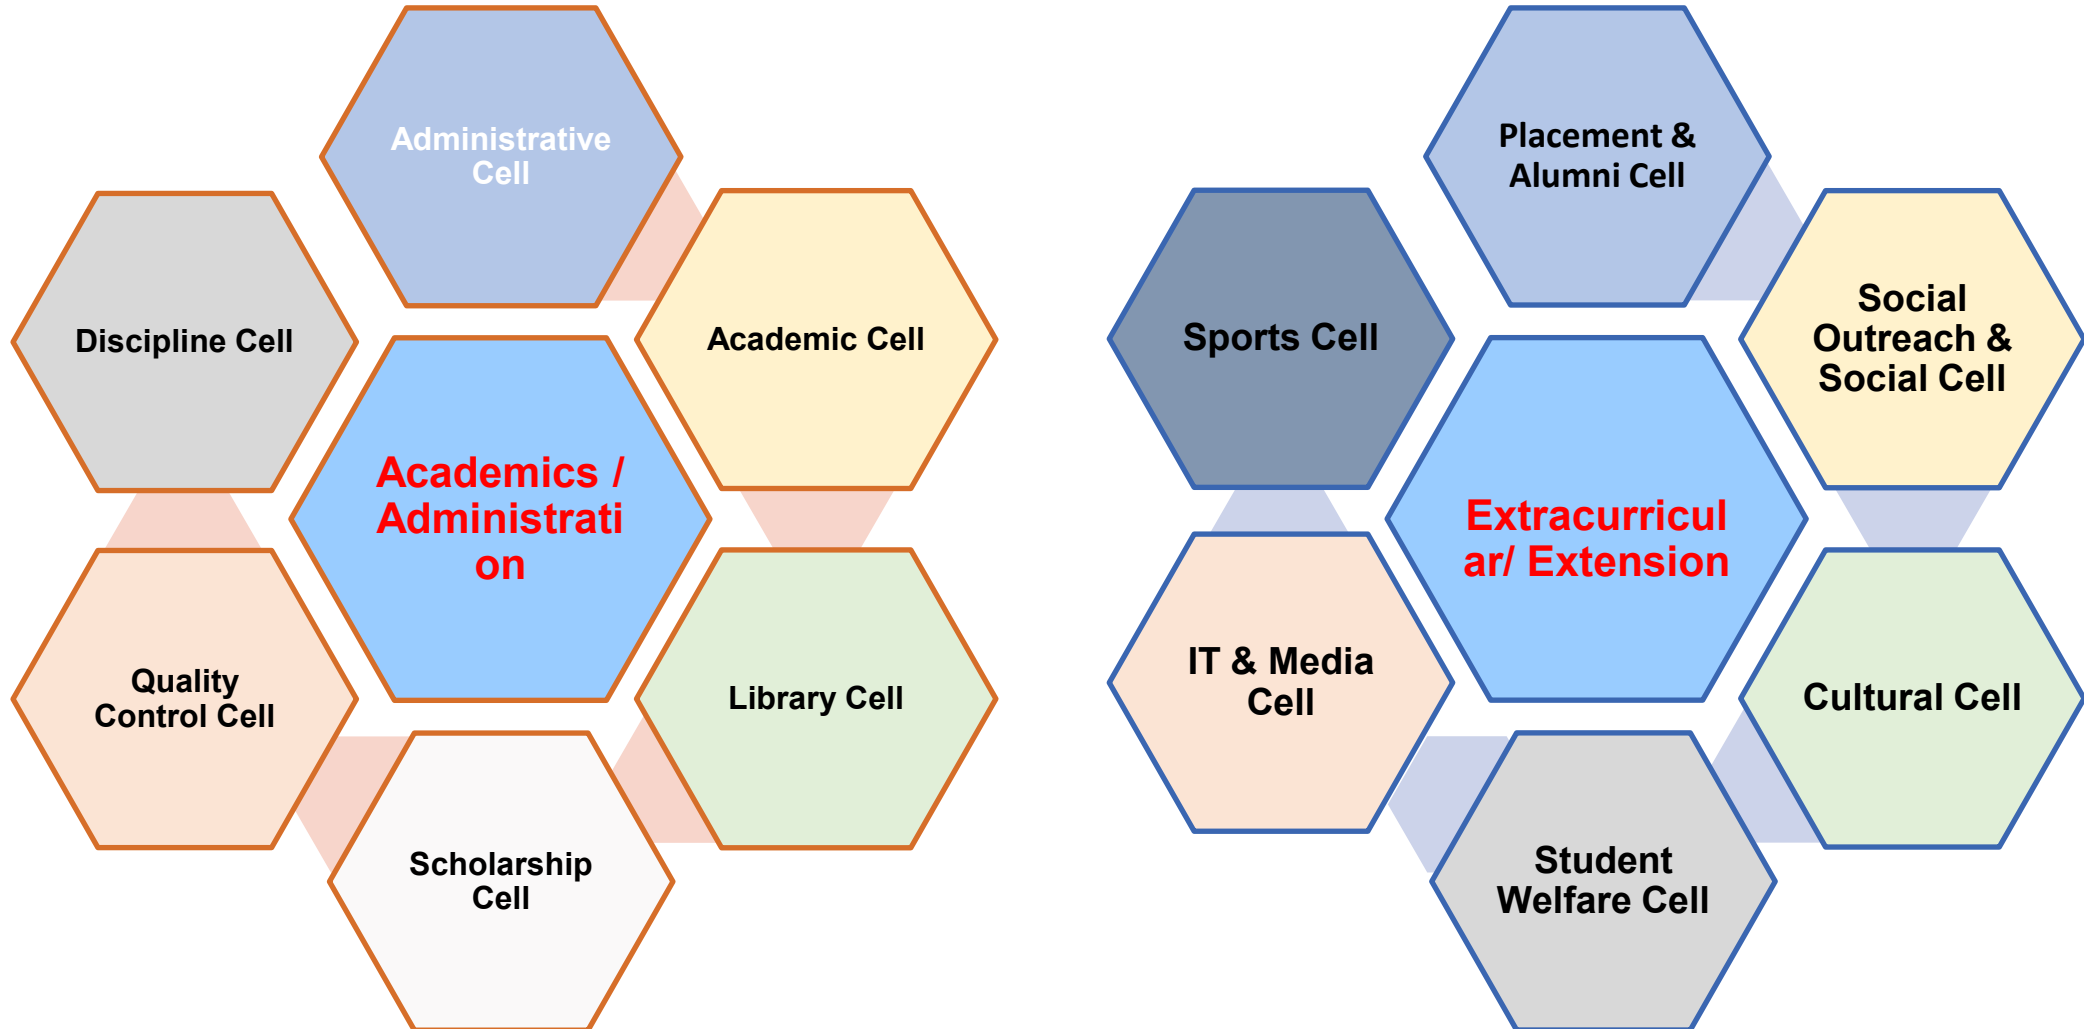 Administrative
Cell
Academic Cell
Library Cell
Scholarship
Cell
Quality
Control Cell
Discipline Cell
Academics /
Administrati
on
Placement &
Alumni Cell
Social
Outreach &
Social Cell
Cultural Cell
Student
Welfare Cell
IT & Media
Cell
Sports Cell
Extracurricul
ar/ Extension